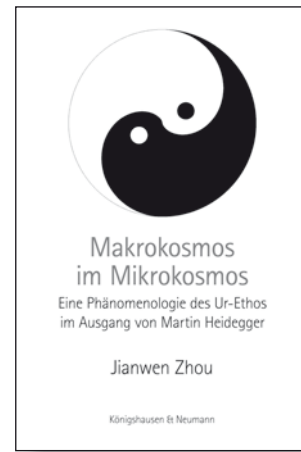 Makrokosmos
im Mikrokosmos
Eine Phänomenologie des Ur-Ethos
im Ausgang von Martin Heidegger
Jianwen Zhou
Königshausen & Neumann